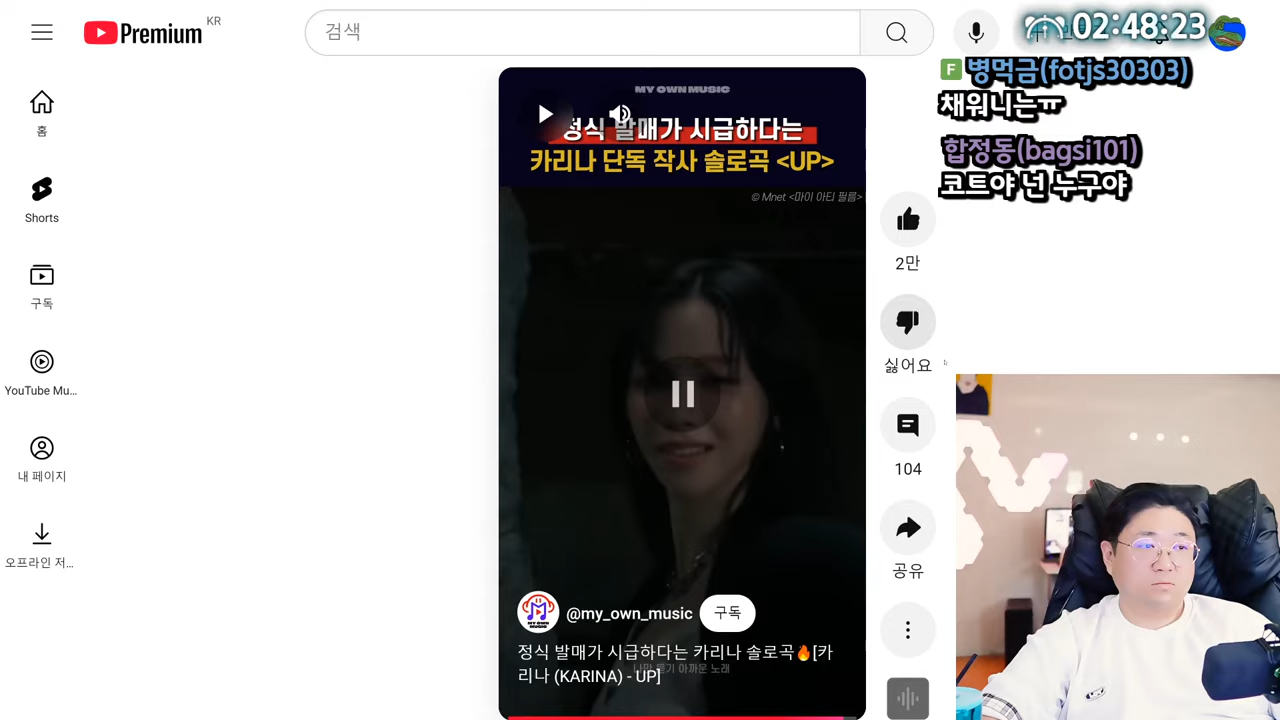 Premium KR
검색
02:48:23
홈
Shorts
구독
YouTube Mu...
내 페이지
오프라인 저...
MY OWN MUSIC
정식 발매가 시급하다는
카리나 단독 작사 솔로곡 <UP>
© Mnet <마이 아티 필름>
2만
싫어요
104
공유
@my_own_music 구독
정식 발매가 시급하다는 카리나 솔로곡🔥[카
리나 (KARINA) - UP]
F 병먹금(fotjs30303)
채워니는ㅠ
합정동(bagsi101)
코트야 넌 누구야